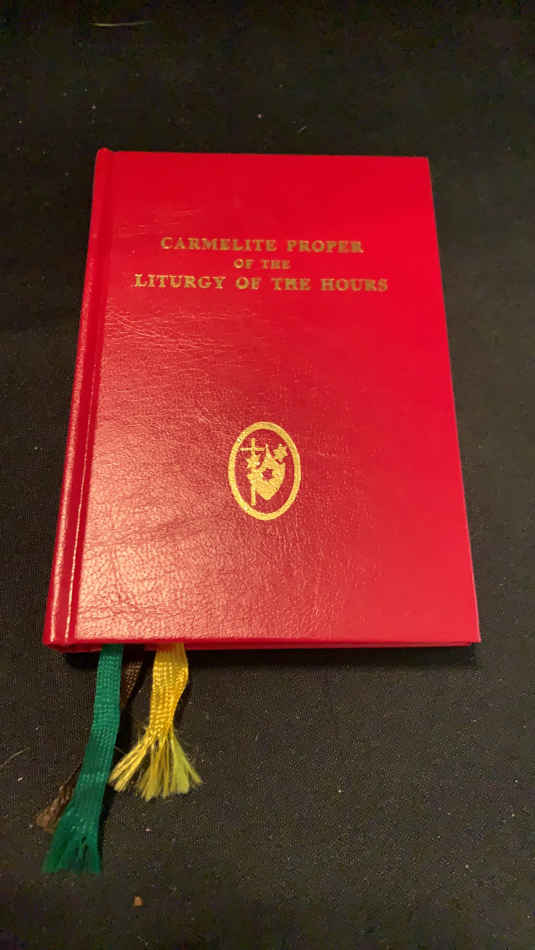 CARMELITE PROPER
OF THE
LITURGY OF THE HOURS